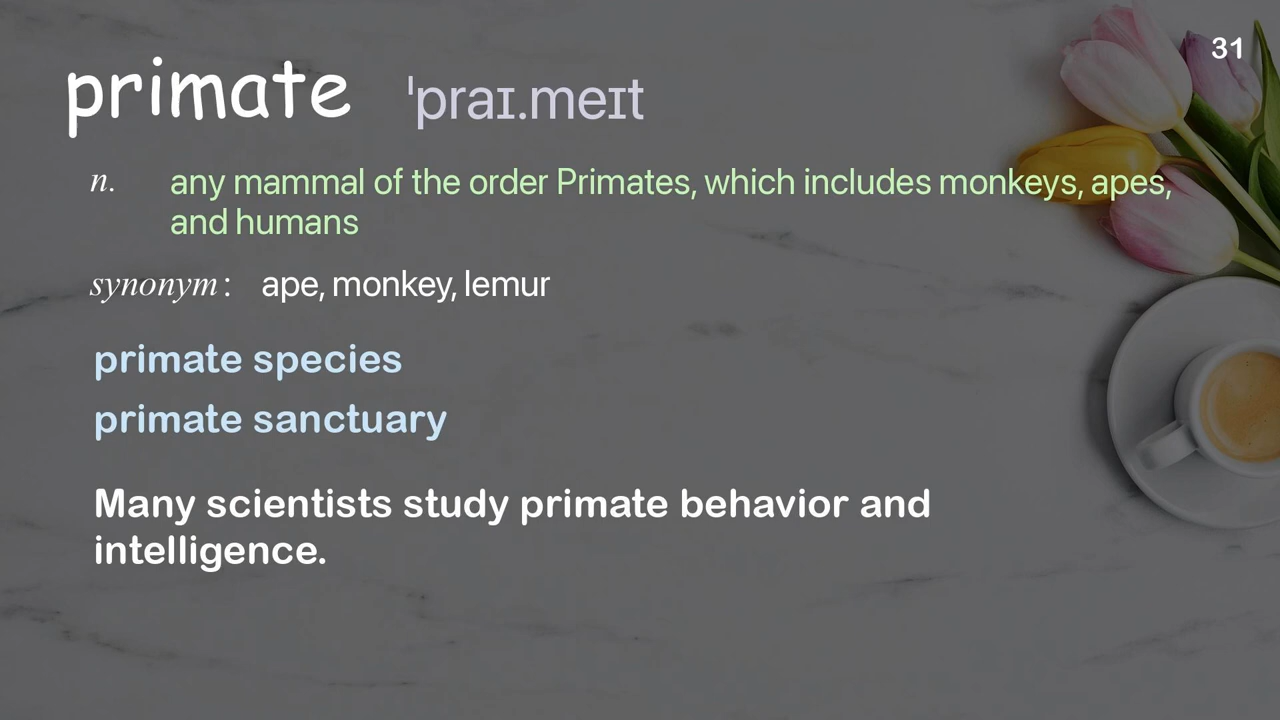 31
primate ˈpraɪ.meɪt
n. any mammal of the order Primates, which includes monkeys, apes,
and humans
synonym: ape, monkey, lemur
primate species
primate sanctuary
Many scientists study primate behavior and
intelligence.